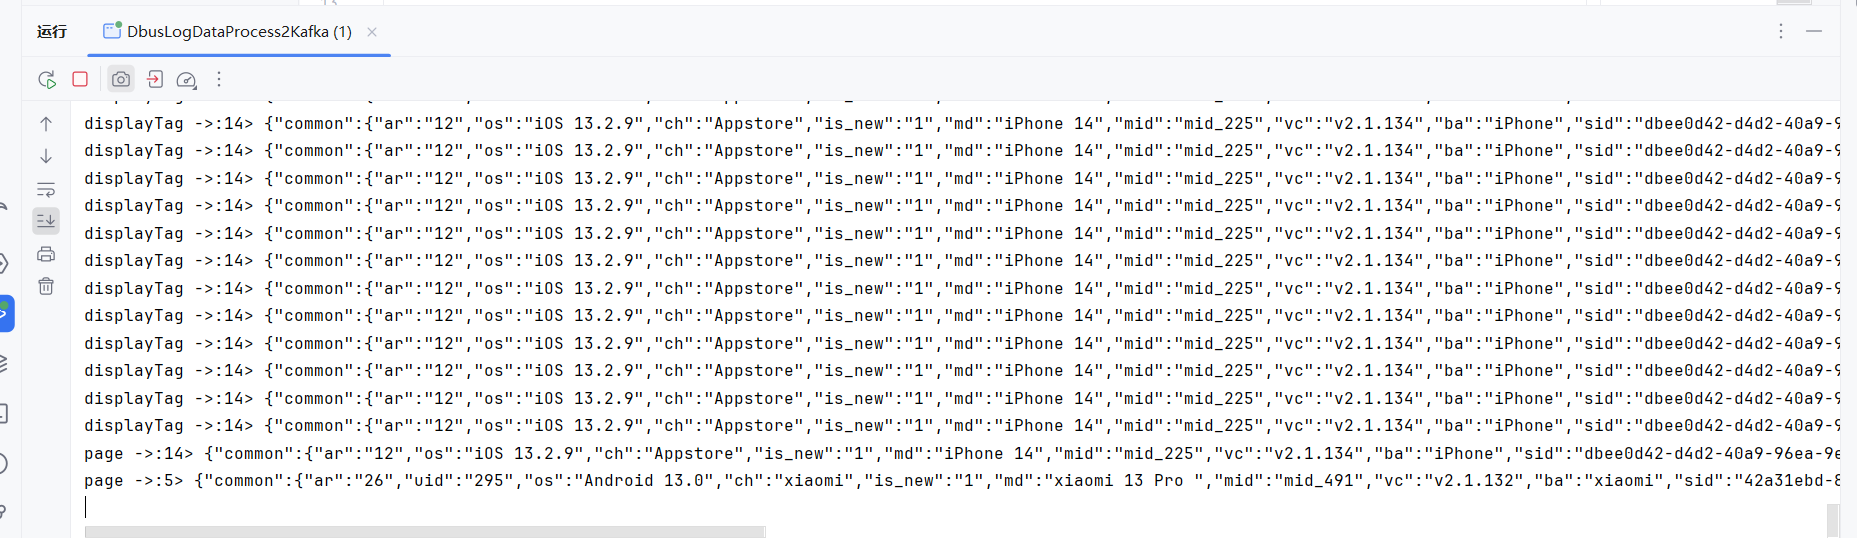 运行
DbusLogDataProcess2Kafka (1)
displayTag ->:14> {"common":{"ar":"12","os":"iOS 13.2.9","ch":"Appstore","is_new":"1","md":"iPhone 14","mid":"mid_225","vc":"v2.1.134","ba":"iPhone","sid":"dbee0d42-d4d2-40a9-9
displayTag ->:14> {"common":{"ar":"12","os":"iOS 13.2.9","ch":"Appstore","is_new":"1","md":"iPhone 14","mid":"mid_225","vc":"v2.1.134","ba":"iPhone","sid":"dbee0d42-d4d2-40a9-9
displayTag ->:14> {"common":{"ar":"12","os":"iOS 13.2.9","ch":"Appstore","is_new":"1","md":"iPhone 14","mid":"mid_225","vc":"v2.1.134","ba":"iPhone","sid":"dbee0d42-d4d2-40a9-9
displayTag ->:14> {"common":{"ar":"12","os":"iOS 13.2.9","ch":"Appstore","is_new":"1","md":"iPhone 14","mid":"mid_225","vc":"v2.1.134","ba":"iPhone","sid":"dbee0d42-d4d2-40a9-9
displayTag ->:14> {"common":{"ar":"12","os":"iOS 13.2.9","ch":"Appstore","is_new":"1","md":"iPhone 14","mid":"mid_225","vc":"v2.1.134","ba":"iPhone","sid":"dbee0d42-d4d2-40a9-9
displayTag ->:14> {"common":{"ar":"12","os":"iOS 13.2.9","ch":"Appstore","is_new":"1","md":"iPhone 14","mid":"mid_225","vc":"v2.1.134","ba":"iPhone","sid":"dbee0d42-d4d2-40a9-9
displayTag ->:14> {"common":{"ar":"12","os":"iOS 13.2.9","ch":"Appstore","is_new":"1","md":"iPhone 14","mid":"mid_225","vc":"v2.1.134","ba":"iPhone","sid":"dbee0d42-d4d2-40a9-9
displayTag ->:14> {"common":{"ar":"12","os":"iOS 13.2.9","ch":"Appstore","is_new":"1","md":"iPhone 14","mid":"mid_225","vc":"v2.1.134","ba":"iPhone","sid":"dbee0d42-d4d2-40a9-9
displayTag ->:14> {"common":{"ar":"12","os":"iOS 13.2.9","ch":"Appstore","is_new":"1","md":"iPhone 14","mid":"mid_225","vc":"v2.1.134","ba":"iPhone","sid":"dbee0d42-d4d2-40a9-9
displayTag ->:14> {"common":{"ar":"12","os":"iOS 13.2.9","ch":"Appstore","is_new":"1","md":"iPhone 14","mid":"mid_225","vc":"v2.1.134","ba":"iPhone","sid":"dbee0d42-d4d2-40a9-9
displayTag ->:14> {"common":{"ar":"12","os":"iOS 13.2.9","ch":"Appstore","is_new":"1","md":"iPhone 14","mid":"mid_225","vc":"v2.1.134","ba":"iPhone","sid":"dbee0d42-d4d2-40a9-9
displayTag ->:14> {"common":{"ar":"12","os":"iOS 13.2.9","ch":"Appstore","is_new":"1","md":"iPhone 14","mid":"mid_225","vc":"v2.1.134","ba":"iPhone","sid":"dbee0d42-d4d2-40a9-9
page ->:14> {"common":{"ar":"12","os":"iOS 13.2.9","ch":"Appstore","is_new":"1","md":"iPhone 14","mid":"mid_225","vc":"v2.1.134","ba":"iPhone","sid":"dbee0d42-d4d2-40a9-96ea-9e
page ->:5> {"common":{"ar":"26","uid":"295","os":"Android 13.0","ch":"xiaomi","is_new":"1","md":"xiaomi 13 Pro ","mid":"mid_491","vc":"v2.1.132","ba":"xiaomi","sid":"42a31ebd-8